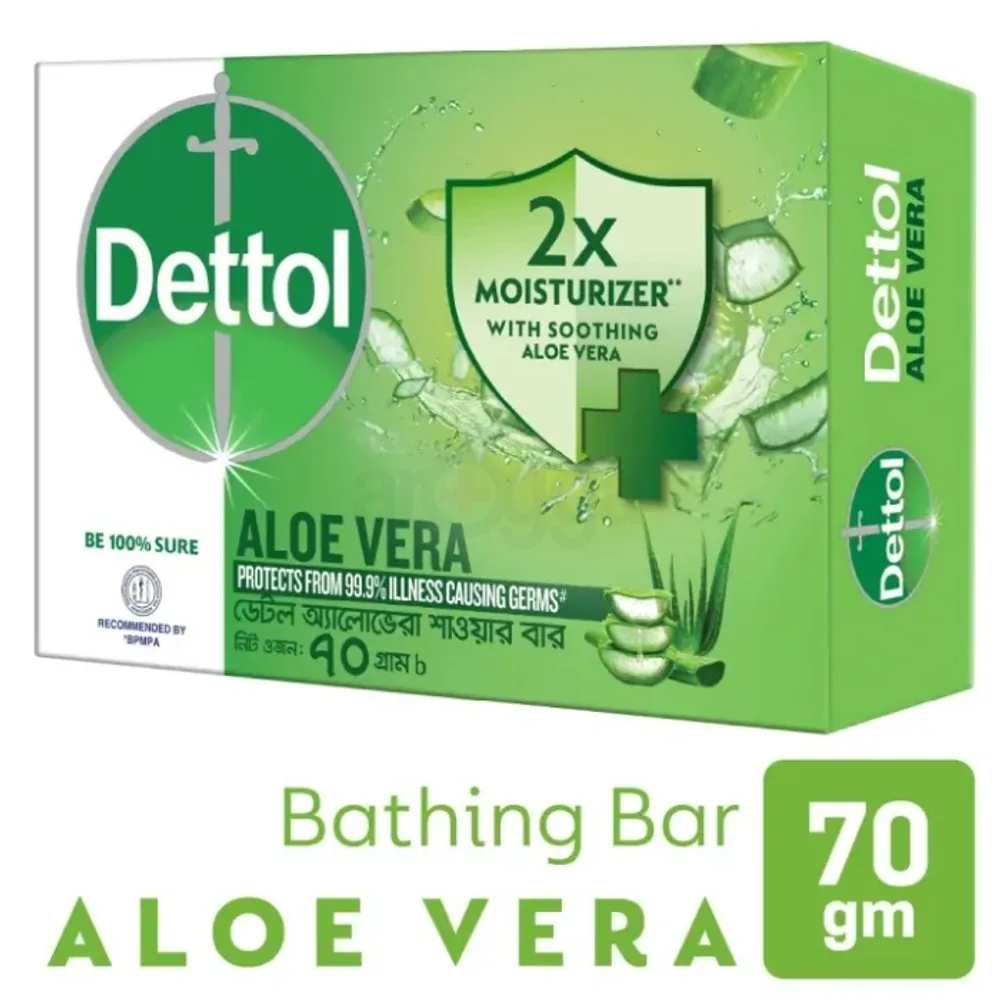 Dettol
BE 100% SURE
RECOMMENDED BY
*BPMPA
2x
MOISTURIZER**
WITH SOOTHING
ALOE VERA
ALOE VERA
PROTECTS FROM 99.9% ILLNESS CAUSING GERMS#
ডেটল অ্যালোভেরা শাওয়ার বার
নিট ওজন: ৭০ গ্রাম b
Dettol
ALOE VERA
Dettol
Bathing Bar
ALOE VERA
70
gm